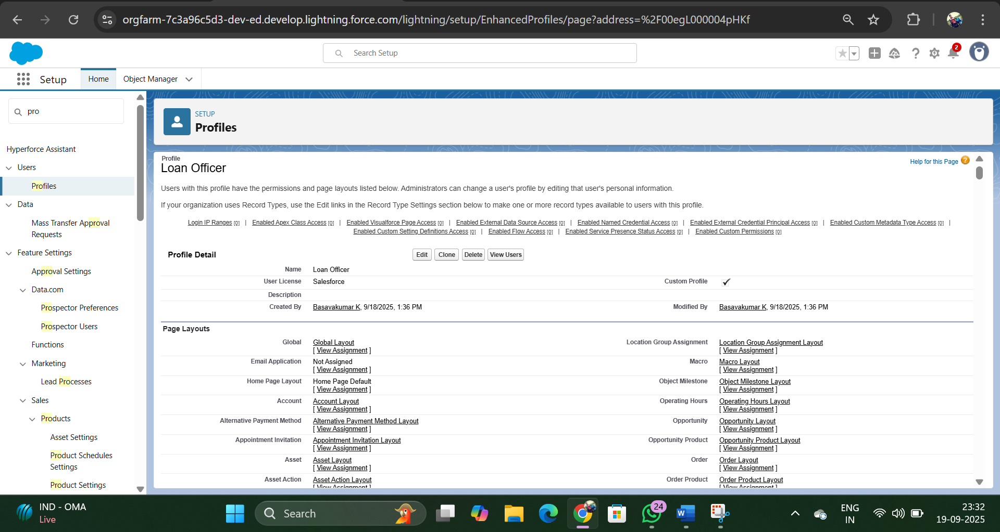 orgfarm-7c3a96c5d3-dev-ed.develop.lightning.force.com/lightning/setup/EnhancedProfiles/page?address=%2F00egL000004pHKf
Search Setup
2
Setup
Home
Object Manager
pro
Hyperforce Assistant
Users
Profiles
Data
Mass Transfer Approval
Requests
Feature Settings
Approval Settings
Data.com
Prospector Preferences
Prospector Users
Functions
Marketing
Lead Processes
Sales
Products
Asset Settings
Product Schedules
Settings
Product Settings
SETUP
Profiles
Profile
Loan Officer
Help for this Page ?
Users with this profile have the permissions and page layouts listed below. Administrators can change a user's profile by editing that user's personal information.
If your organization uses Record Types, use the Edit links in the Record Type Settings section below to make one or more record types available to users with this profile.
Login IP Ranges [0] | Enabled Apex Class Access [0] | Enabled Visualforce Page Access [0] | Enabled External Data Source Access [0] | Enabled Named Credential Access [0] | Enabled External Credential Principal Access [0] | Enabled Custom Metadata Type Access [0] |
Enabled Custom Setting Definitions Access [0] | Enabled Flow Access [0] | Enabled Service Presence Status Access [0] | Enabled Custom Permissions [0]
Profile Detail
Edit Clone Delete View Users
Name Loan Officer
User License Salesforce Custom Profile ✓
Description
Created By Basavakumar K, 9/18/2025, 1:36 PM Modified By Basavakumar K, 9/18/2025, 1:36 PM
Page Layouts
Global Global Layout Location Group Assignment Location Group Assignment Layout
[ View Assignment ] [ View Assignment ]
Email Application Not Assigned Macro Macro Layout
[ View Assignment ] [ View Assignment ]
Home Page Layout Home Page Default Object Milestone Object Milestone Layout
[ View Assignment ] [ View Assignment ]
Account Account Layout Operating Hours Operating Hours Layout
[ View Assignment ] [ View Assignment ]
Alternative Payment Method Alternative Payment Method Layout Opportunity Opportunity Layout
[ View Assignment ] [ View Assignment ]
Appointment Invitation Appointment Invitation Layout Opportunity Product Opportunity Product Layout
[ View Assignment ] [ View Assignment ]
Asset Asset Layout Order Order Layout
[ View Assignment ] [ View Assignment ]
Asset Action Asset Action Layout Order Product Order Product Layout
[ View Assignment ] [ View Assignment ]
IND - OMA
Live
Search
24
ENG
IN
23:32
19-09-2025